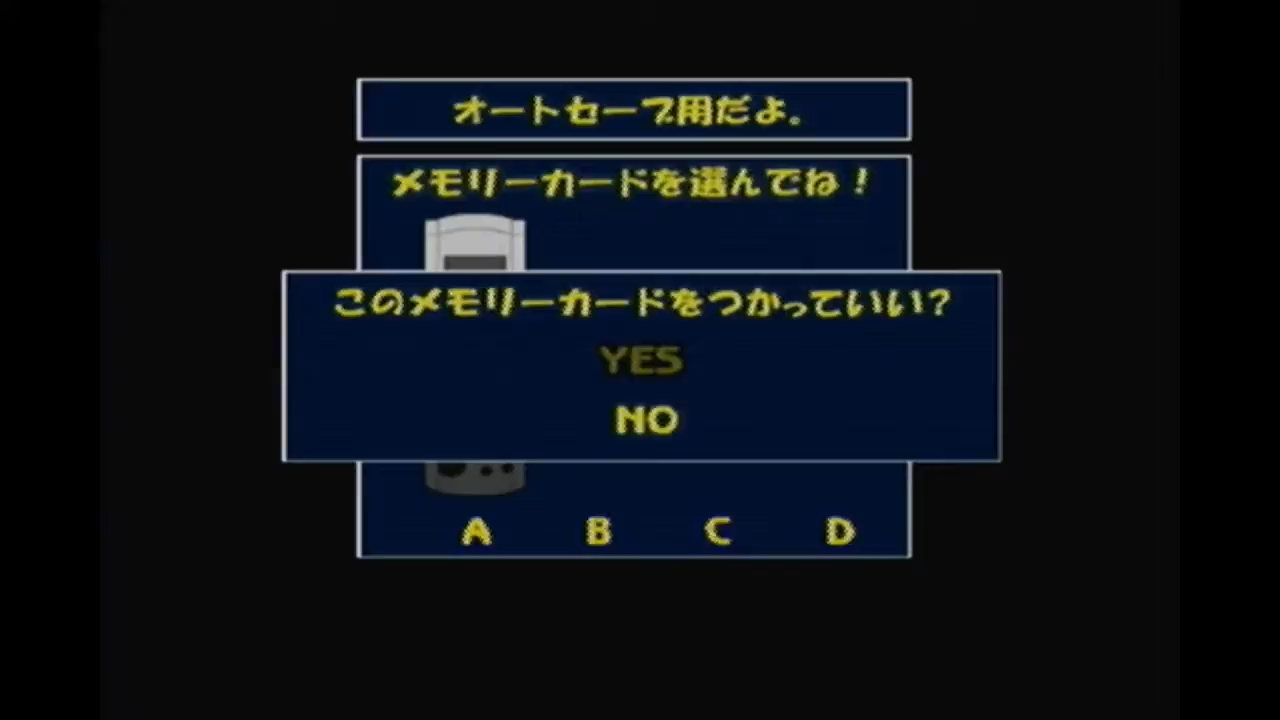 オートセーブ用だよ。
メモリーカードを選んでね！
このメモリーカードをつかっていい？
YES
NO
A B C D